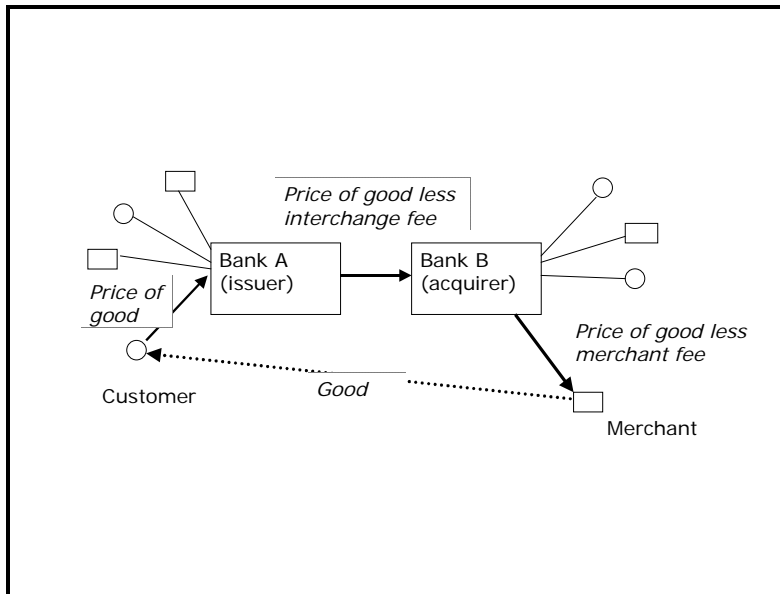 Price of good less
interchange fee
Bank A
(issuer)
Bank B
(acquirer)
Price of
good
Price of good less
merchant fee
Good
Customer
Merchant